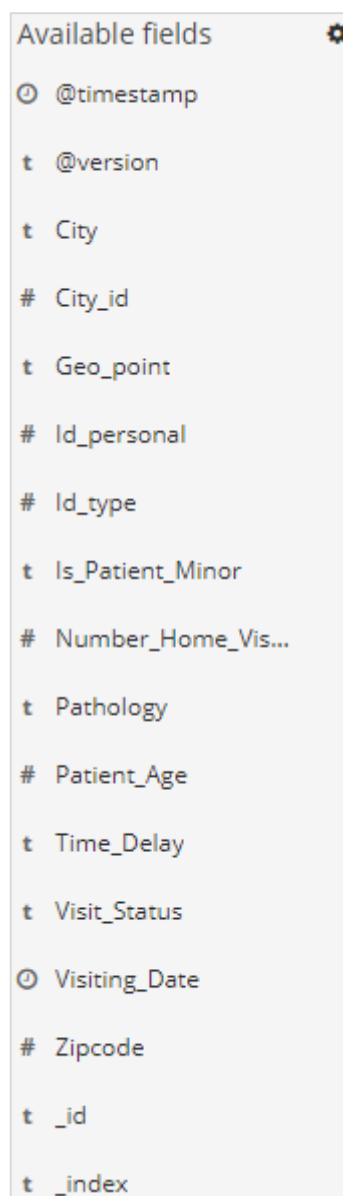 Available fields
@timestamp
t @version
t City
# City_id
t Geo_point
# Id_personal
# Id_type
t Is_Patient_Minor
# Number_Home_Vis...
t Pathology
# Patient_Age
t Time_Delay
t Visit_Status
Visiting_Date
# Zipcode
t _id
t _index